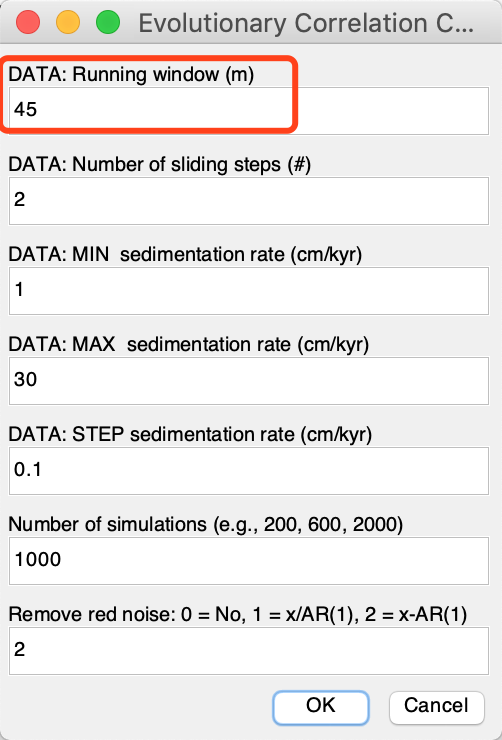 Evolutionary Correlation C...
DATA: Running window (m)
45
DATA: Number of sliding steps (#)
2
DATA: MIN  sedimentation rate (cm/kyr)
1
DATA: MAX  sedimentation rate (cm/kyr)
30
DATA: STEP sedimentation rate (cm/kyr)
0.1
Number of simulations (e.g., 200, 600, 2000)
1000
Remove red noise: 0 = No, 1 = x/AR(1), 2 = x-AR(1)
2
OK Cancel